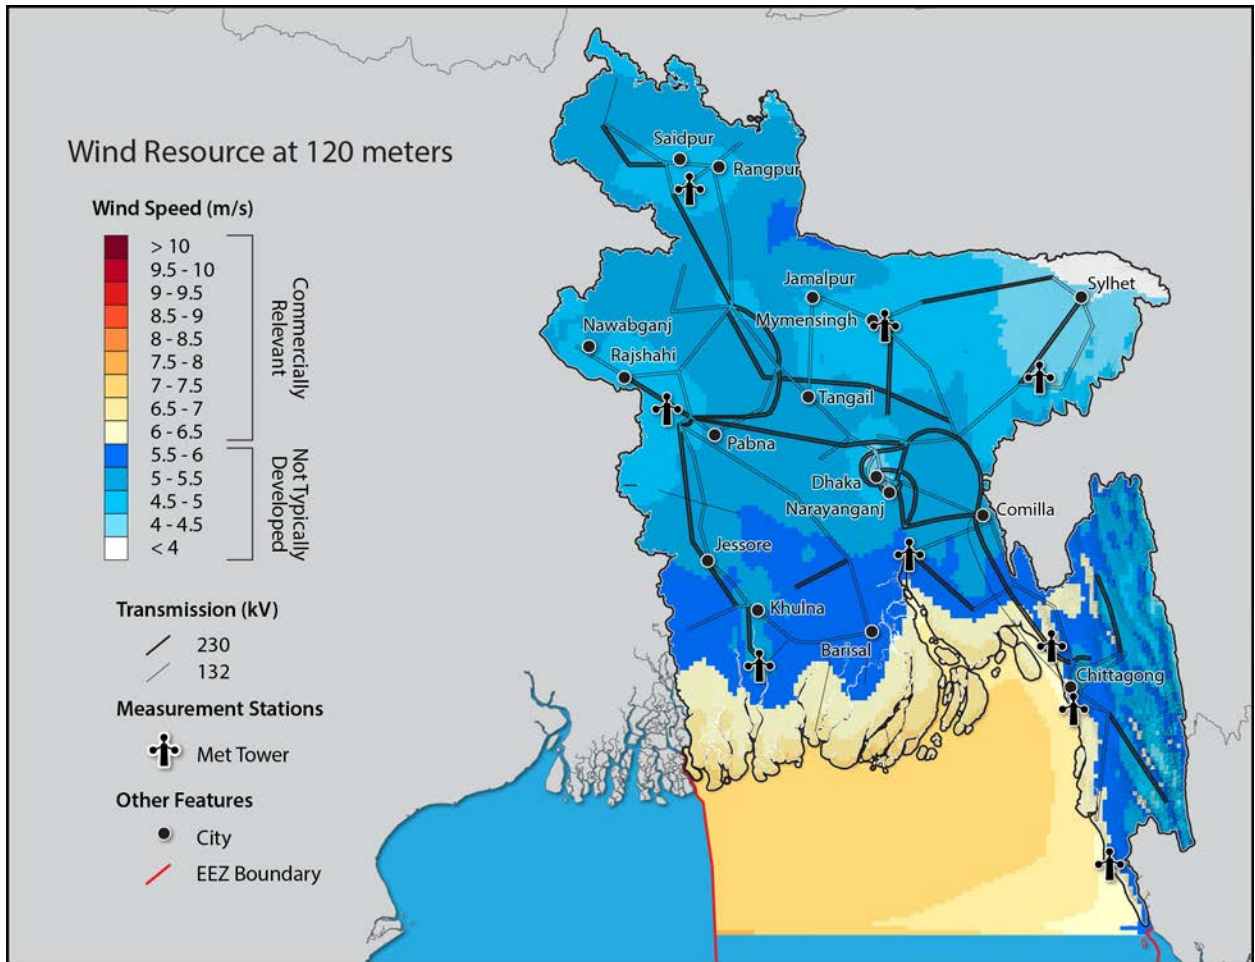 Wind Resource at 120 meters
Wind Speed (m/s)
> 10
9.5 - 10
9 - 9.5
8.5 - 9
8 - 8.5
7.5 - 8
7 - 7.5
6.5 - 7
6 - 6.5
5.5 - 6
5 - 5.5
4.5 - 5
4 - 4.5
< 4
Commercially
Relevant
Not Typically
Developed
Transmission (kV)
230
132
Measurement Stations
Met Tower
Other Features
City
EEZ Boundary
Saidpur
Rangpur
Jamalpur
Sylhet
Mymensingh
Nawabganj
Rajshahi
Tangail
Pabna
Dhaka
Narayanganj
Comilla
Jessore
Khulna
Barisal
Chittagong